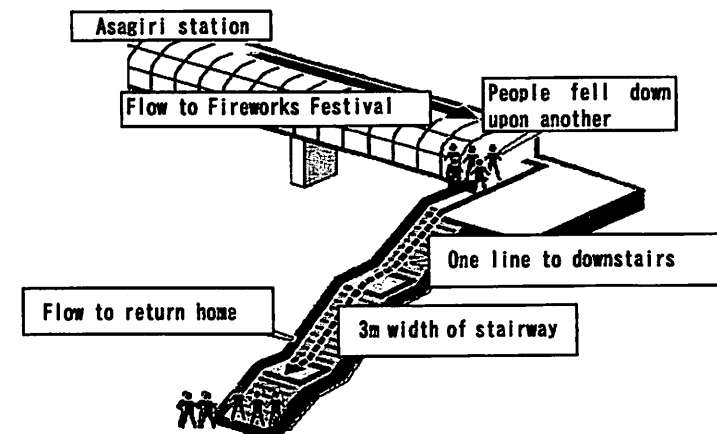 Asagiri station
Flow to Fireworks Festival
People fell down
upon another
One line to downstairs
Flow to return home
3m width of stairway